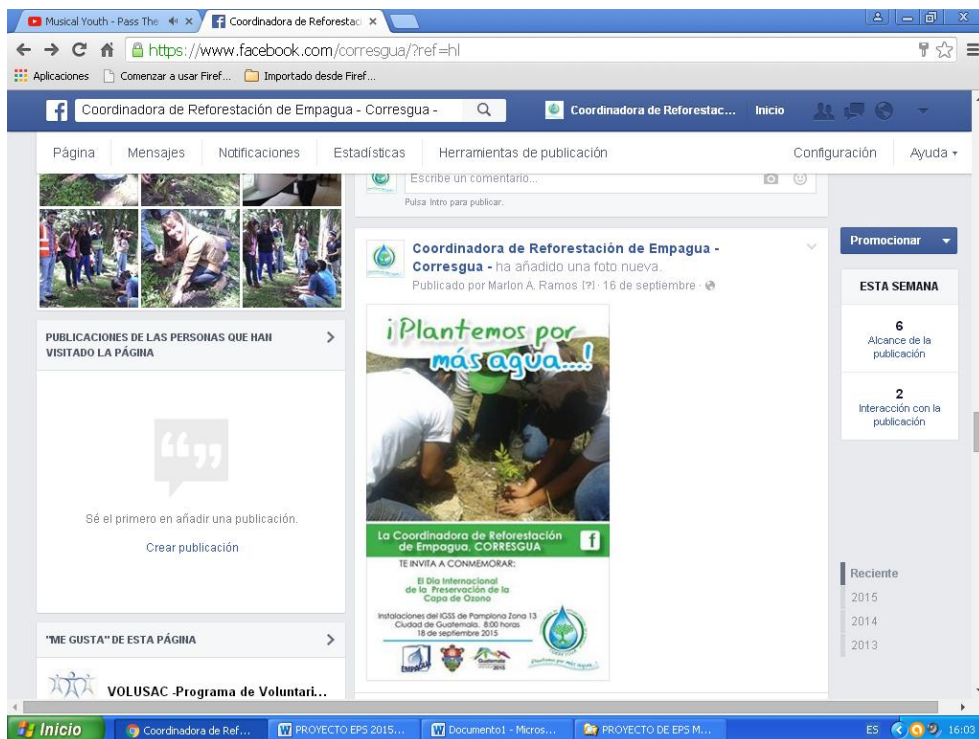 Musical Youth - Pass The
Coordinadora de Reforestaci
https://www.facebook.com/corresgua/?ref=hl
Aplicaciones Comenzar a usar Firef... Importado desde Firef...
Coordinadora de Reforestación de Empagua - Corresgua - Coordinadora de Reforestac... Inicio
Página Mensajes Notificaciones Estadísticas Herramientas de publicación Configuración Ayuda
Escribe un comentario...
Pulsa Intro para publicar.
Coordinadora de Reforestación de Empagua -
Corresgua - ha añadido una foto nueva.
Publicado por Marlon A. Ramos [?] · 16 de septiembre ·
¡Plantemos por
más agua...!
La Coordinadora de Reforestación
de Empagua, CORRESGUA
TE INVITA A CONMEMORAR:
El Día Internacional
de la Preservación de la
Capa de Ozono
Instalaciones del IGSS de Pamplona Zona 13
Ciudad de Guatemala. 8:00 horas
18 de septiembre 2015
EMPAGUA
Guatemala
2015
Plantemos por más agua
PUBLICACIONES DE LAS PERSONAS QUE HAN
VISITADO LA PÁGINA
Sé el primero en añadir una publicación.
Crear publicación
"ME GUSTA" DE ESTA PÁGINA
VOLUSAC -Programa de Voluntari...
Promocionar
ESTA SEMANA
6
Alcance de la
publicación
2
Interacción con la
publicación
Reciente
2015
2014
2013
Inicio Coordinadora de Ref... PROYECTO EPS 2015... Documento1 - Micros... PROYECTO DE EPS M... ES 16:03